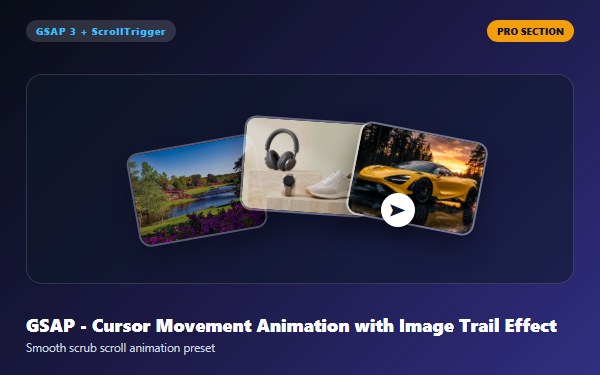 GSAP 3 + ScrollTrigger
PRO SECTION
GSAP - Cursor Movement Animation with Image Trail Effect
Smooth scrub scroll animation preset